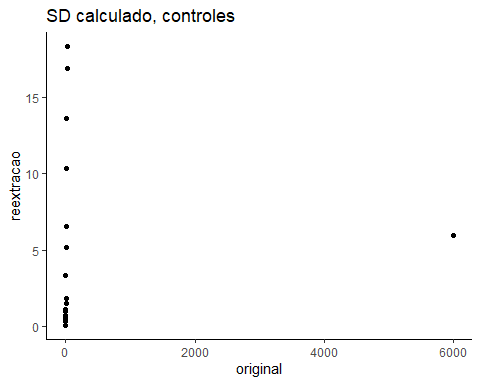 SD calculado, controles
15
10
5
0
reextracao
0 2000 4000 6000
original